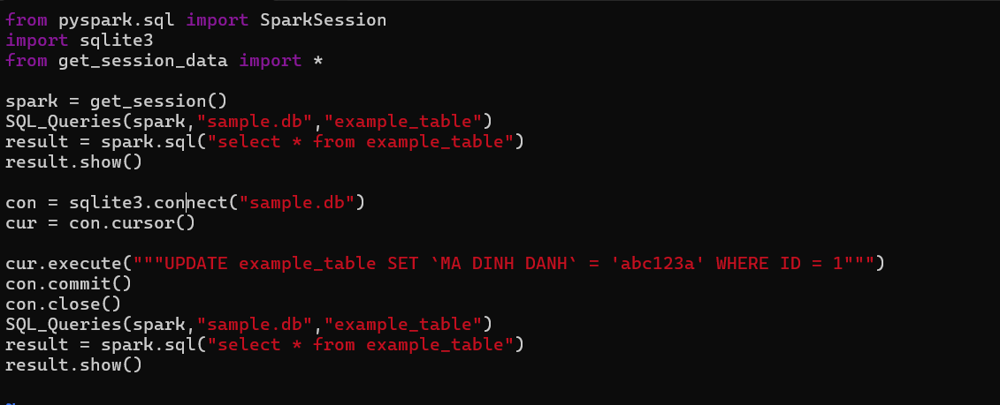 from pyspark.sql import SparkSession
import sqlite3
from get_session_data import *
spark = get_session()
SQL_Queries(spark,"sample.db","example_table")
result = spark.sql("select * from example_table")
result.show()
con = sqlite3.connect("sample.db")
cur = con.cursor()
cur.execute("""UPDATE example_table SET `MA DINH DANH` = 'abc123a' WHERE ID = 1""")
con.commit()
con.close()
SQL_Queries(spark,"sample.db","example_table")
result = spark.sql("select * from example_table")
result.show()